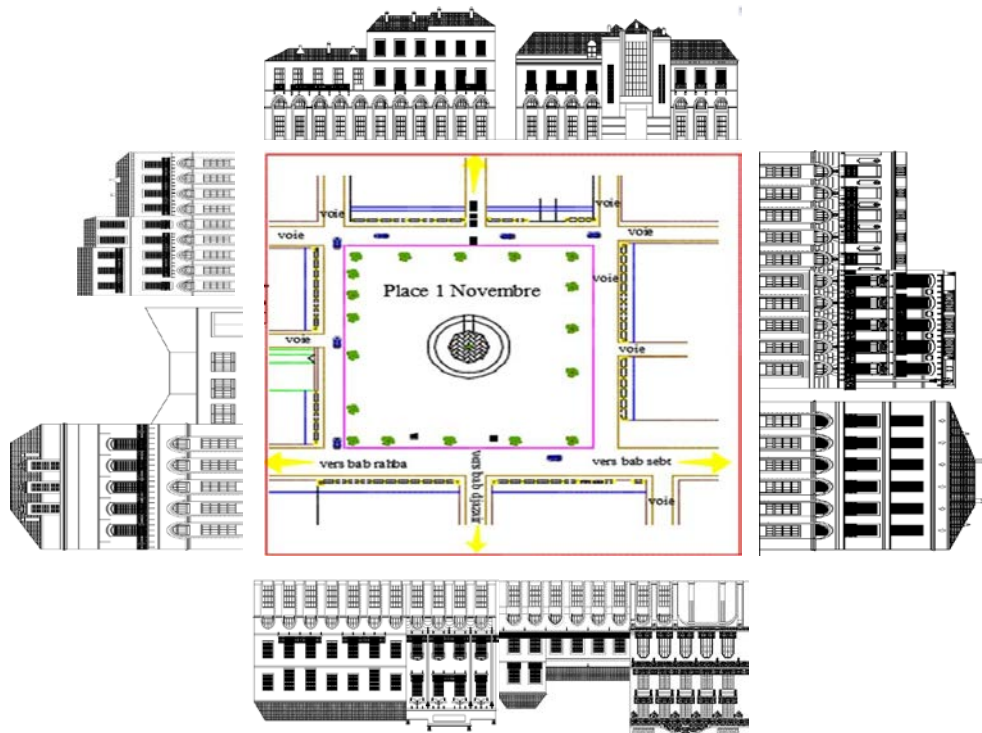 voie
voie
voie
voie
voie
Place 1 Novembre
voie
voie
vers bab rahba
vers bab sebt
vers bab djazair
voie